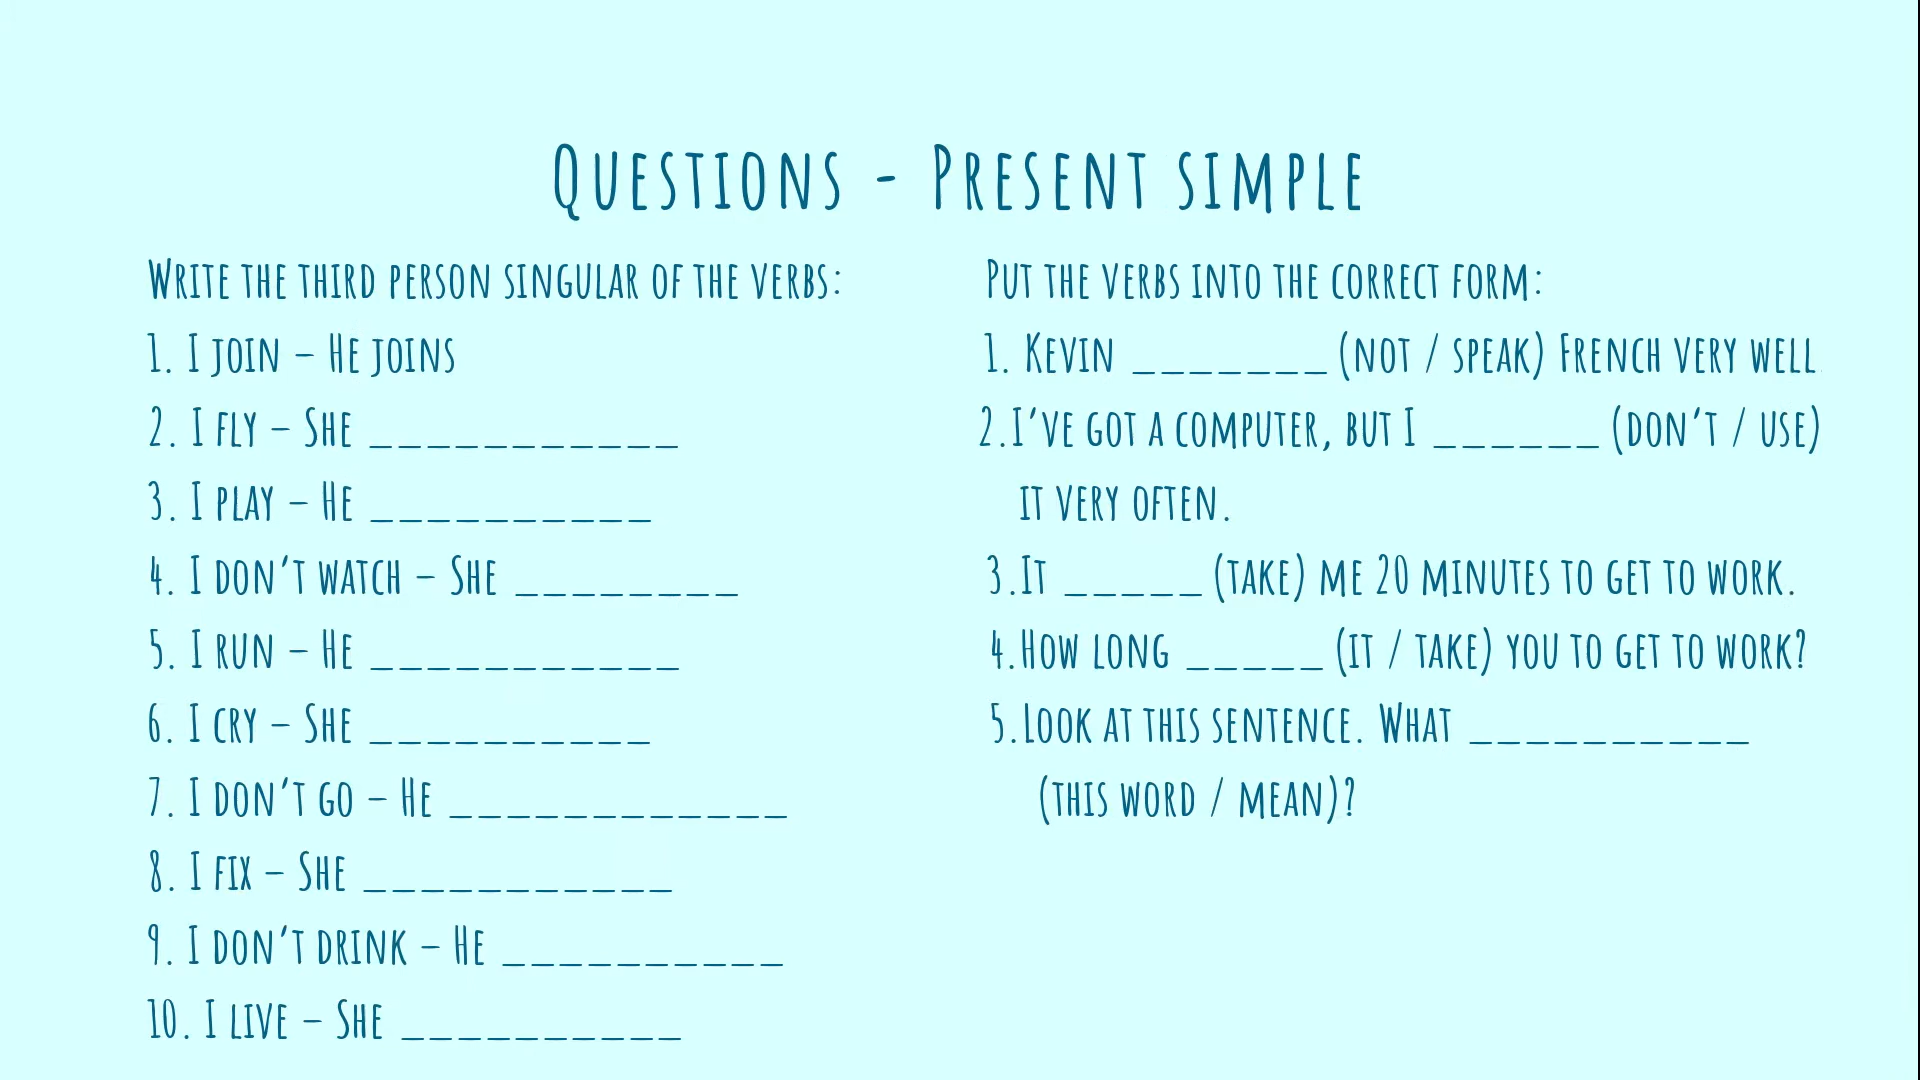 Questions - Present simple
Write the third person singular of the verbs:
1. I join – He joins
2. I fly – She ___________
3. I play – He __________
4. I don't watch – She ________
5. I run – He ___________
6. I cry – She __________
7. I don't go – He ____________
8. I fix – She ___________
9. I don't drink – He __________
10. I live – She __________
Put the verbs into the correct form:
1. Kevin _______ (not / speak) French very well.
2.I've got a computer, but I ______ (don't / use)
it very often.
3.It _____ (take) me 20 minutes to get to work.
4.How long _____ (it / take) you to get to work?
5.Look at this sentence. What __________
(this word / mean)?